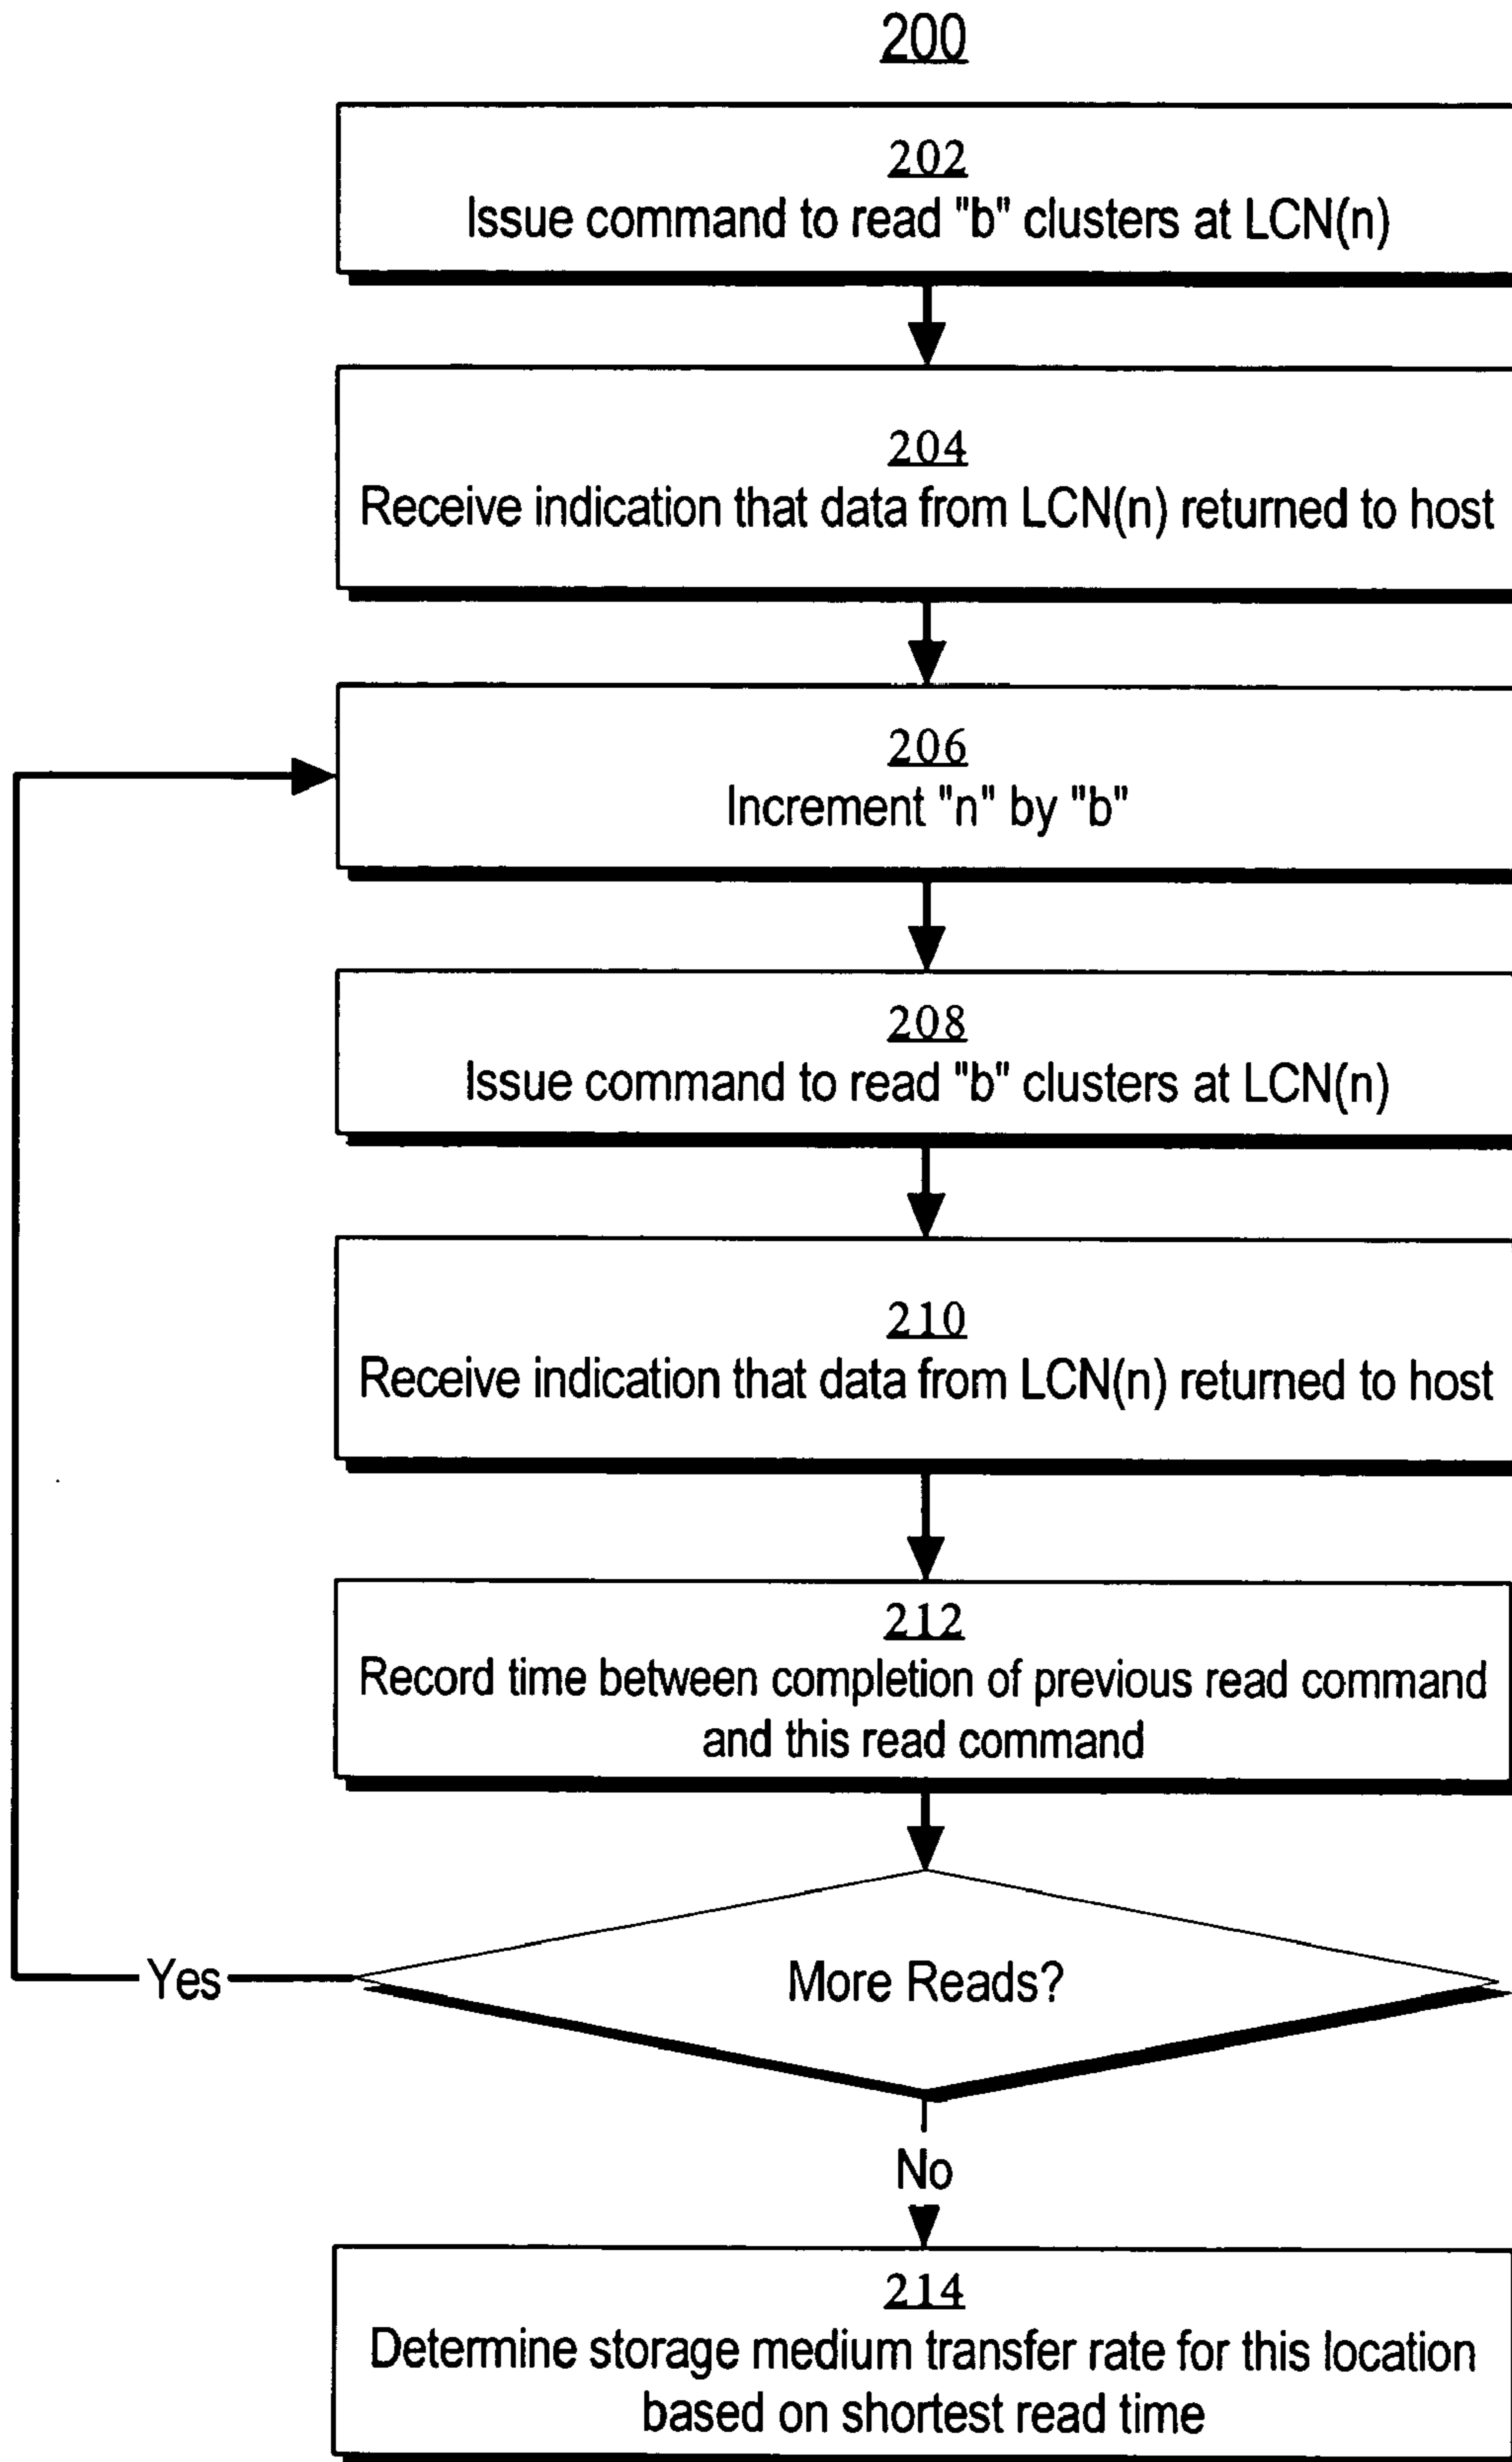 200
202
Issue command to read "b" clusters at LCN(n)
204
Receive indication that data from LCN(n) returned to host
206
Increment "n" by "b"
208
Issue command to read "b" clusters at LCN(n)
210
Receive indication that data from LCN(n) returned to host
212
Record time between completion of previous read command
and this read command
More Reads?
Yes
No
214
Determine storage medium transfer rate for this location
based on shortest read time